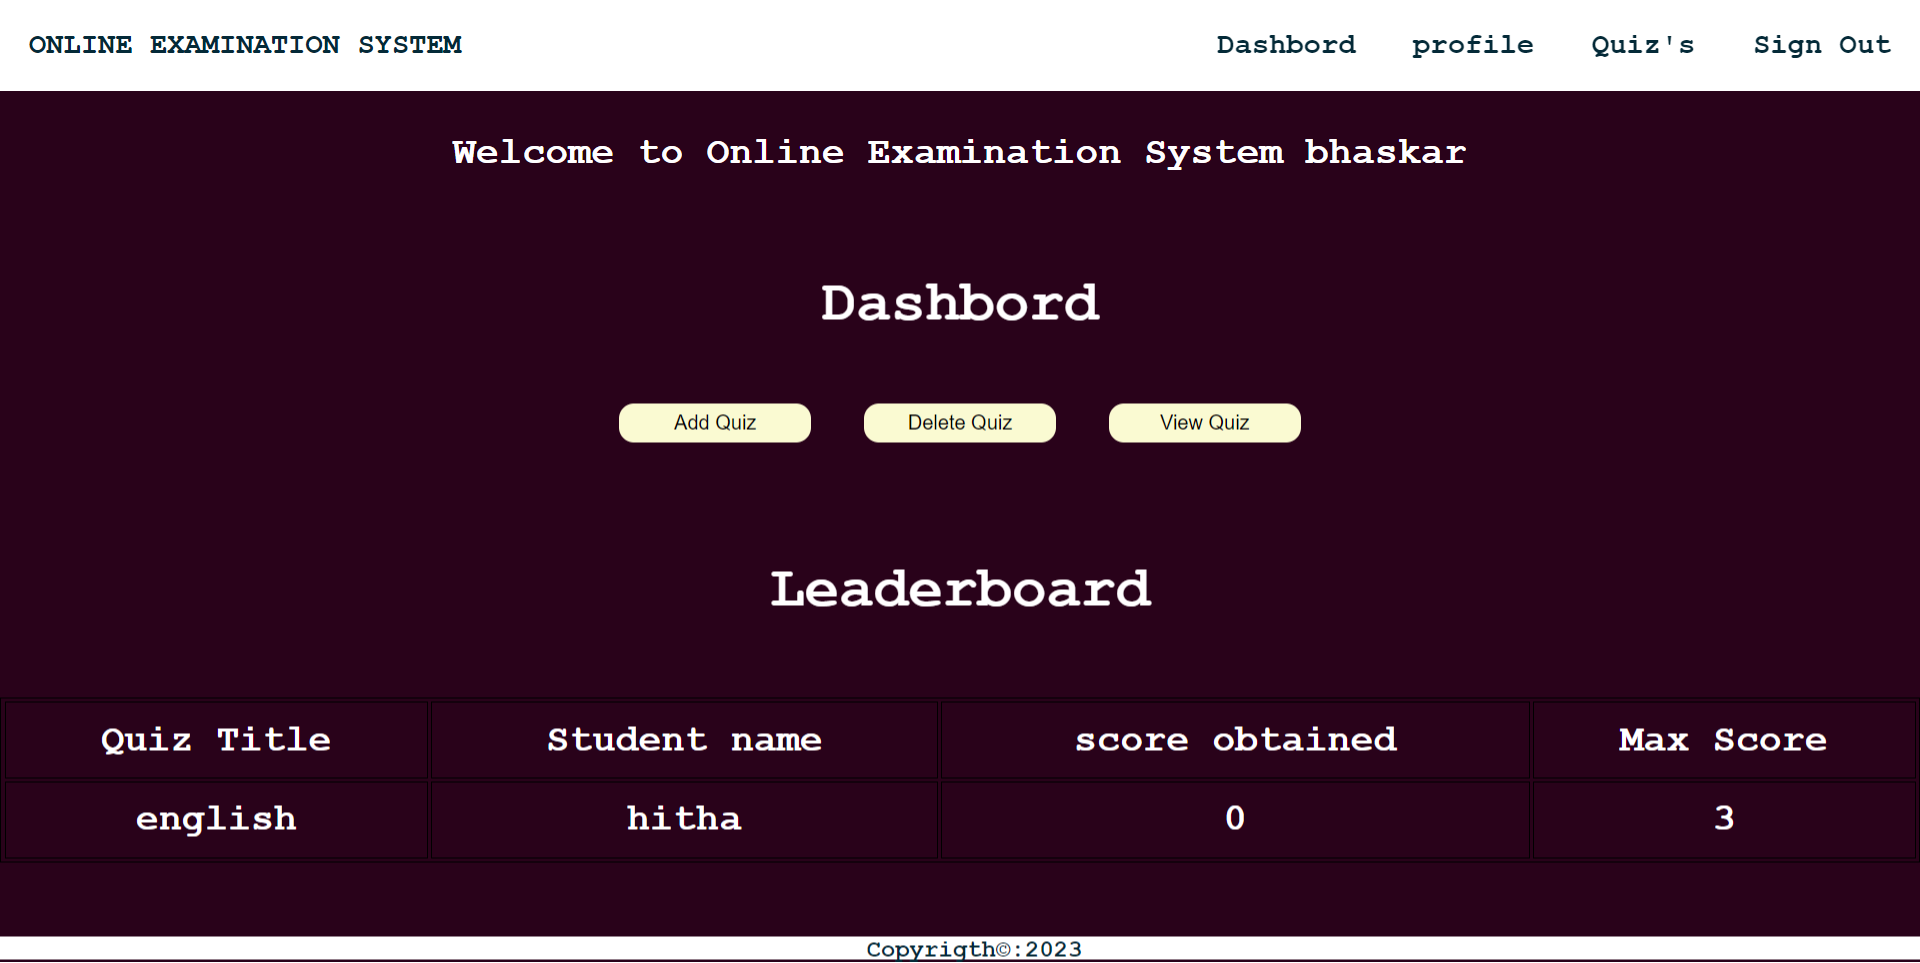 ONLINE EXAMINATION SYSTEM Dashbord profile Quiz's Sign Out
Welcome to Online Examination System bhaskar
Dashbord
Add Quiz Delete Quiz View Quiz
Leaderboard
Quiz Title Student name score obtained Max Score
english hitha 0 3
Copyrigth©:2023